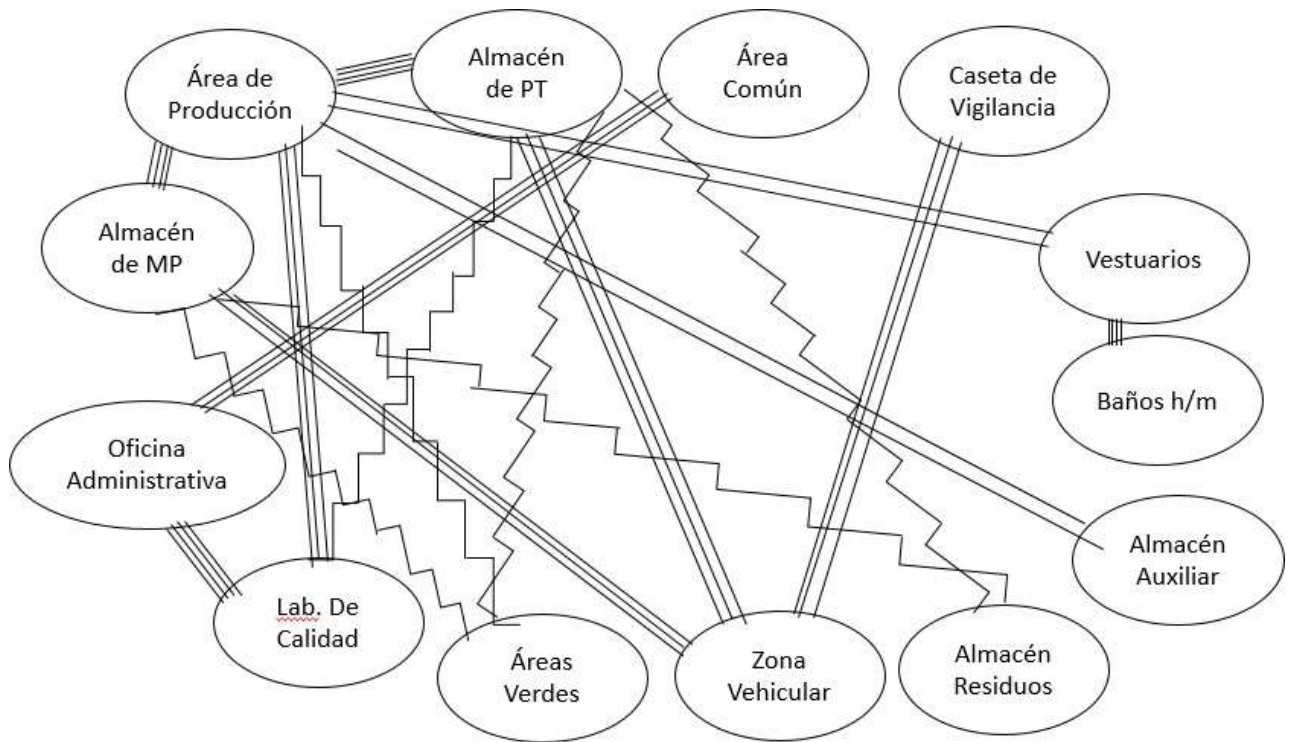 Área de
Producción
Almacén
de PT
Área
Común
Caseta de
Vigilancia
Almacén
de MP
Vestuarios
Baños h/m
Oficina
Administrativa
Almacén
Auxiliar
Lab. De
Calidad
Áreas
Verdes
Zona
Vehicular
Almacén
Residuos